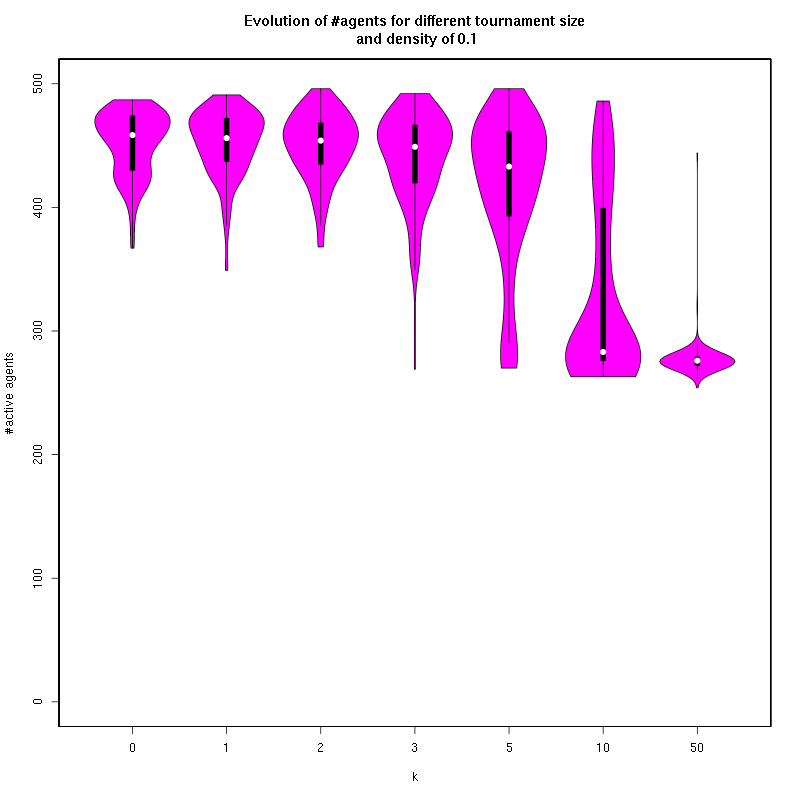 Evolution of #agents for different tournament size
and density of 0.1
#active agents
500
400
300
200
100
0
0 1 2 3 5 10 50
k